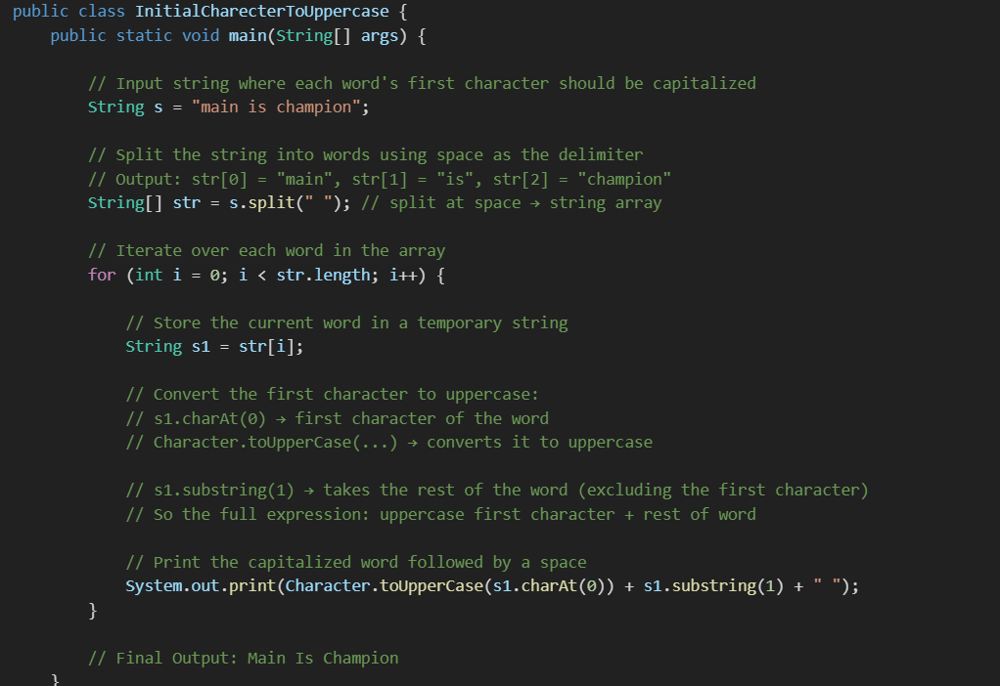 public class InitialCharecterToUppercase {
public static void main(String[] args) {
// Input string where each word's first character should be capitalized
String s = "main is champion";
// Split the string into words using space as the delimiter
// Output: str[0] = "main", str[1] = "is", str[2] = "champion"
String[] str = s.split(" "); // split at space → string array
// Iterate over each word in the array
for (int i = 0; i < str.length; i++) {
// Store the current word in a temporary string
String s1 = str[i];
// Convert the first character to uppercase:
// s1.charAt(0) → first character of the word
// Character.toUpperCase(...) → converts it to uppercase
// s1.substring(1) → takes the rest of the word (excluding the first character)
// So the full expression: uppercase first character + rest of word
// Print the capitalized word followed by a space
System.out.print(Character.toUpperCase(s1.charAt(0)) + s1.substring(1) + " ");
}
// Final Output: Main Is Champion
}